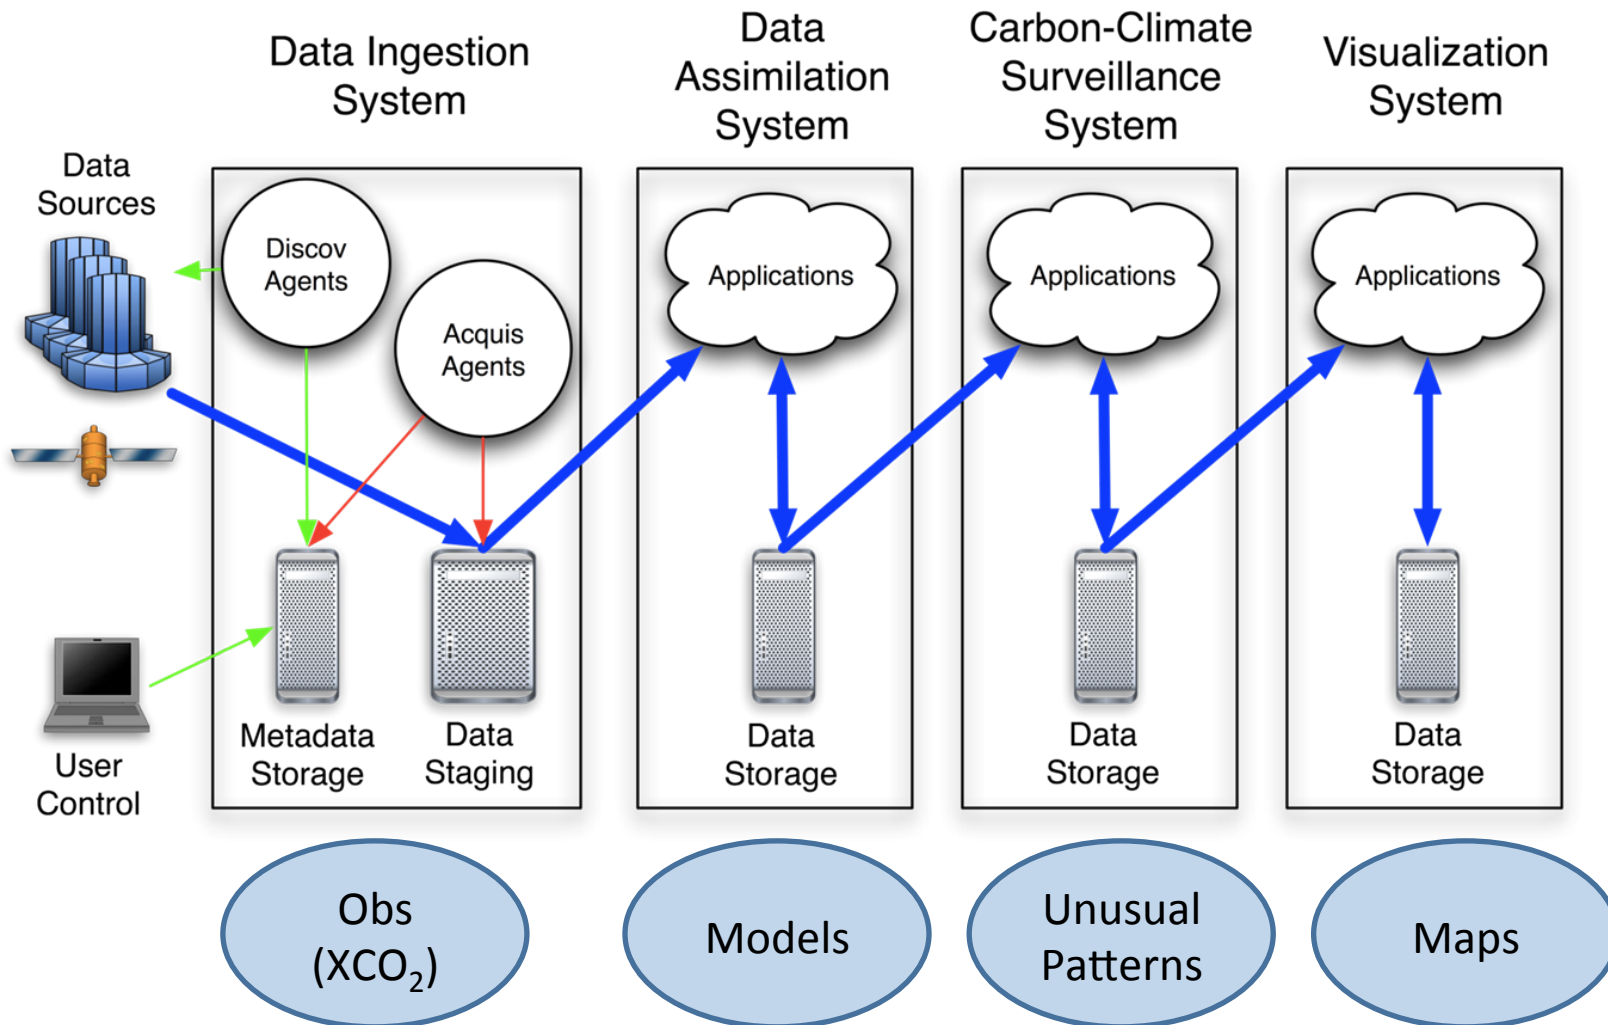 Data Ingestion
System
Data
Assimilation
System
Carbon-Climate
Surveillance
System
Visualization
System
Data
Sources
Discov
Agents
Acquis
Agents
Applications
Applications
Applications
User
Control
Metadata
Storage
Data
Staging
Data
Storage
Data
Storage
Data
Storage
Obs
(XCO₂)
Models
Unusual
Patterns
Maps